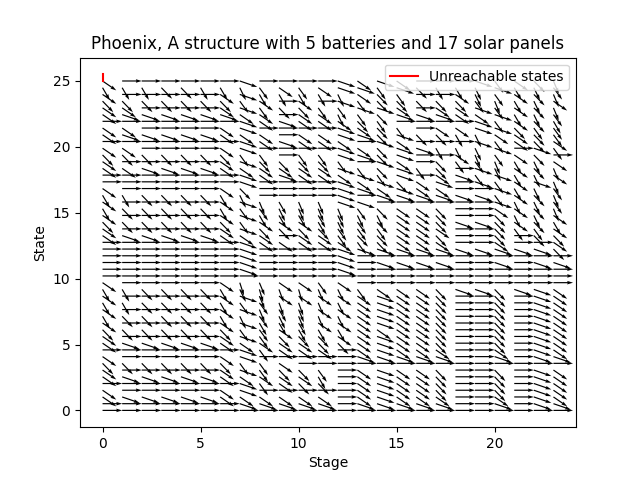 Phoenix, A structure with 5 batteries and 17 solar panels
Unreachable states
25
20
15
10
5
0
State
0 5 10 15 20
Stage